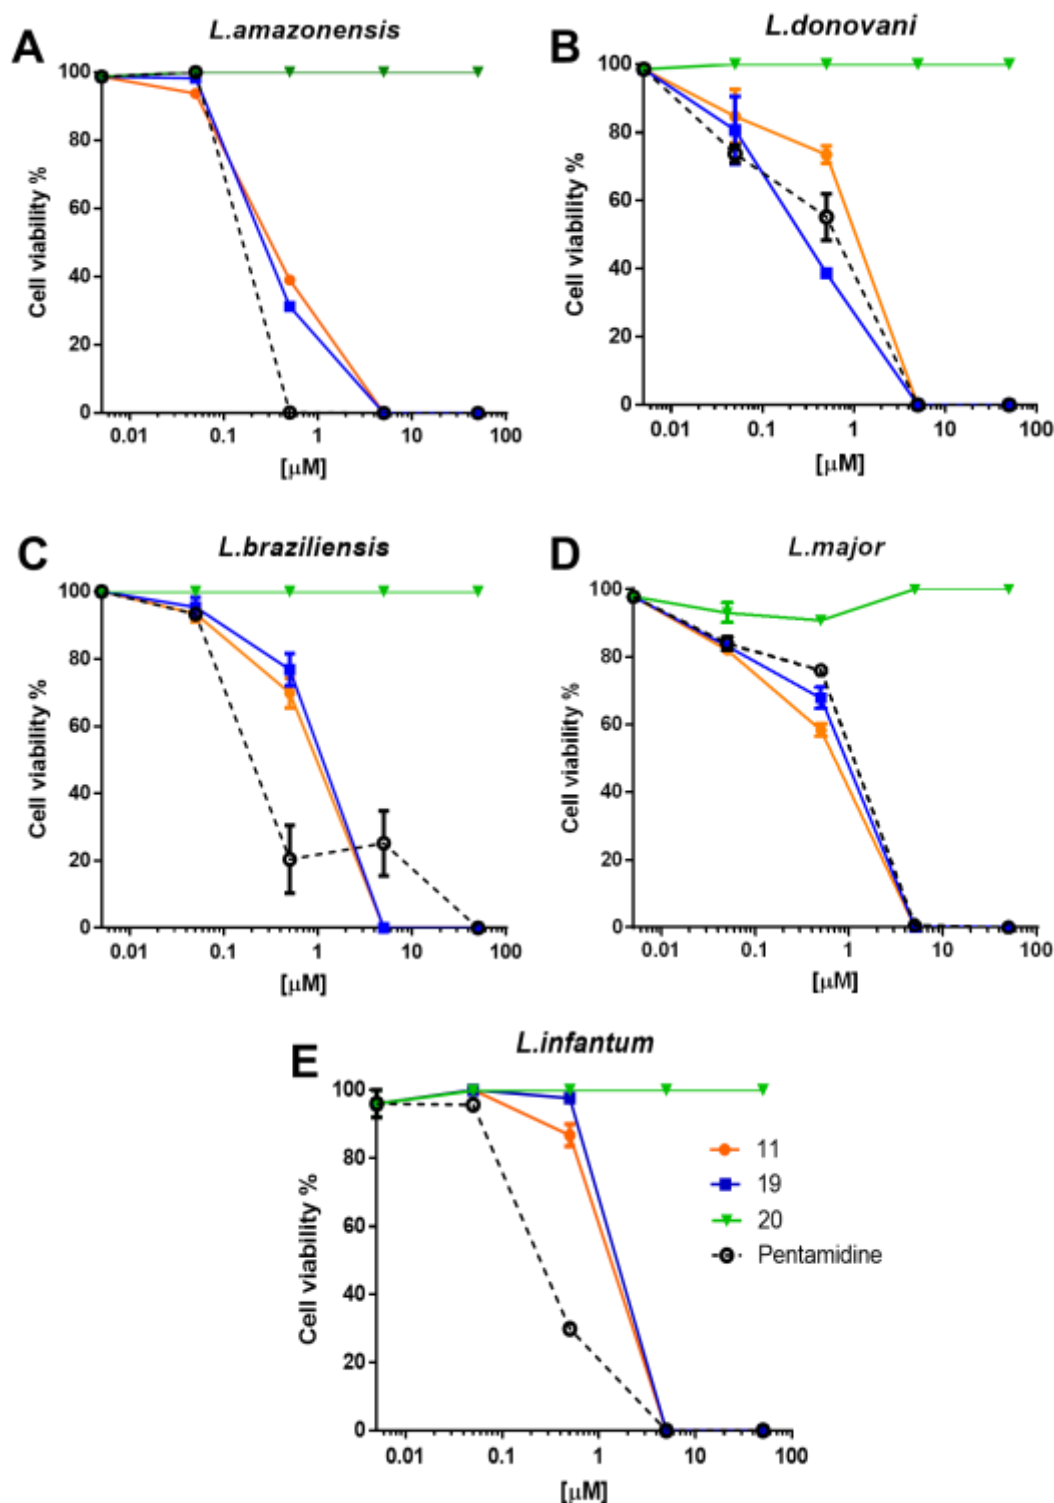 A
L.amazonensis
Cell viability %
100
80
60
40
20
0
0.01 0.1 1 10 100
[μM]
B
L.donovani
Cell viability %
100
80
60
40
20
0
0.01 0.1 1 10 100
[μM]
C
L.braziliensis
Cell viability %
100
80
60
40
20
0
0.01 0.1 1 10 100
[μM]
D
L.major
Cell viability %
100
80
60
40
20
0
0.01 0.1 1 10 100
[μM]
E
L.infantum
Cell viability %
100
80
60
40
20
0
0.01 0.1 1 10 100
[μM]
11
19
20
Pentamidine